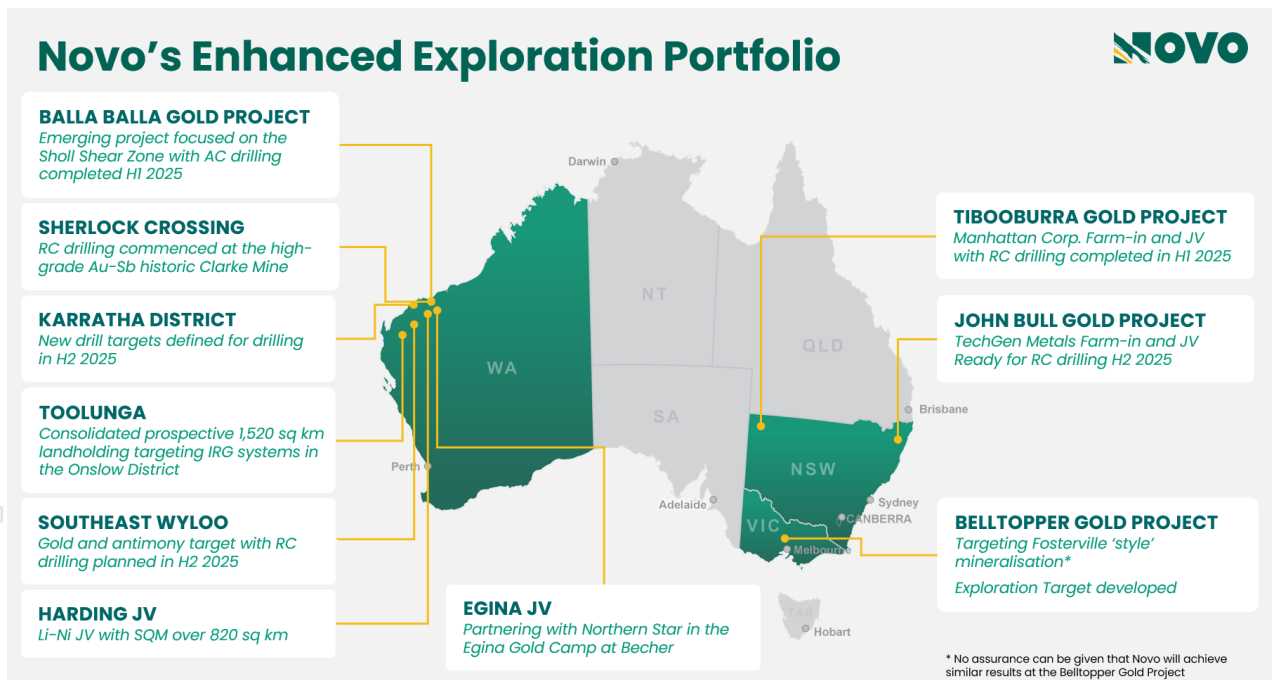 Novo's Enhanced Exploration Portfolio
NOVO
BALLA BALLA GOLD PROJECT
Emerging project focused on the
Sholl Shear Zone with AC drilling
completed H1 2025
SHERLOCK CROSSING
RC drilling commenced at the high-
grade Au-Sb historic Clarke Mine
KARRATHA DISTRICT
New drill targets defined for drilling
in H2 2025
TOOLUNGA
Consolidated prospective 1,520 sq km
landholding targeting IRG systems in
the Onslow District
SOUTHEAST WYLOO
Gold and antimony target with RC
drilling planned in H2 2025
HARDING JV
Li-Ni JV with SQM over 820 sq km
EGINA JV
Partnering with Northern Star in the
Egina Gold Camp at Becher
Darwin
NT
QLD
WA
SA
Brisbane
Perth
NSW
Adelaide
Sydney
CANBERRA
VIC
Melbourne
TAS
Hobart
TIBOOBURRA GOLD PROJECT
Manhattan Corp. Farm-in and JV
with RC drilling completed in H1 2025
JOHN BULL GOLD PROJECT
TechGen Metals Farm-in and JV
Ready for RC drilling H2 2025
BELLTOPPER GOLD PROJECT
Targeting Fosterville ‘style’
mineralisation*
Exploration Target developed
* No assurance can be given that Novo will achieve
similar results at the Belltopper Gold Project